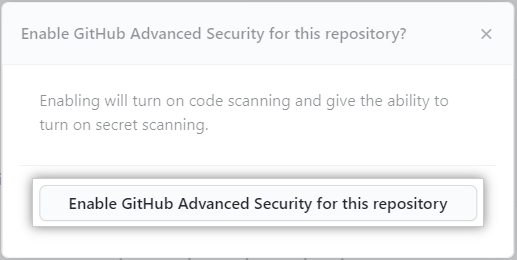 Enable GitHub Advanced Security for this repository?
Enabling will turn on code scanning and give the ability to
turn on secret scanning.
Enable GitHub Advanced Security for this repository